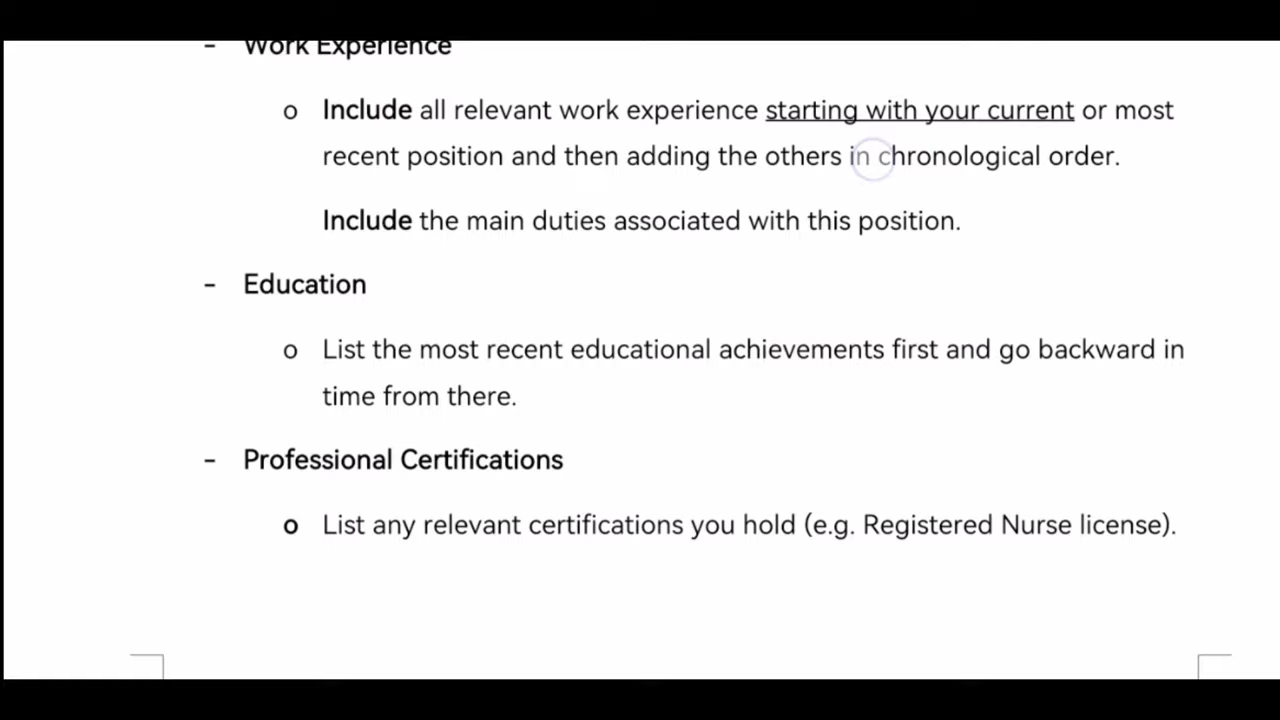 - Work Experience
o Include all relevant work experience starting with your current or most
recent position and then adding the others in chronological order.
Include the main duties associated with this position.
- Education
o List the most recent educational achievements first and go backward in
time from there.
- Professional Certifications
o List any relevant certifications you hold (e.g. Registered Nurse license).